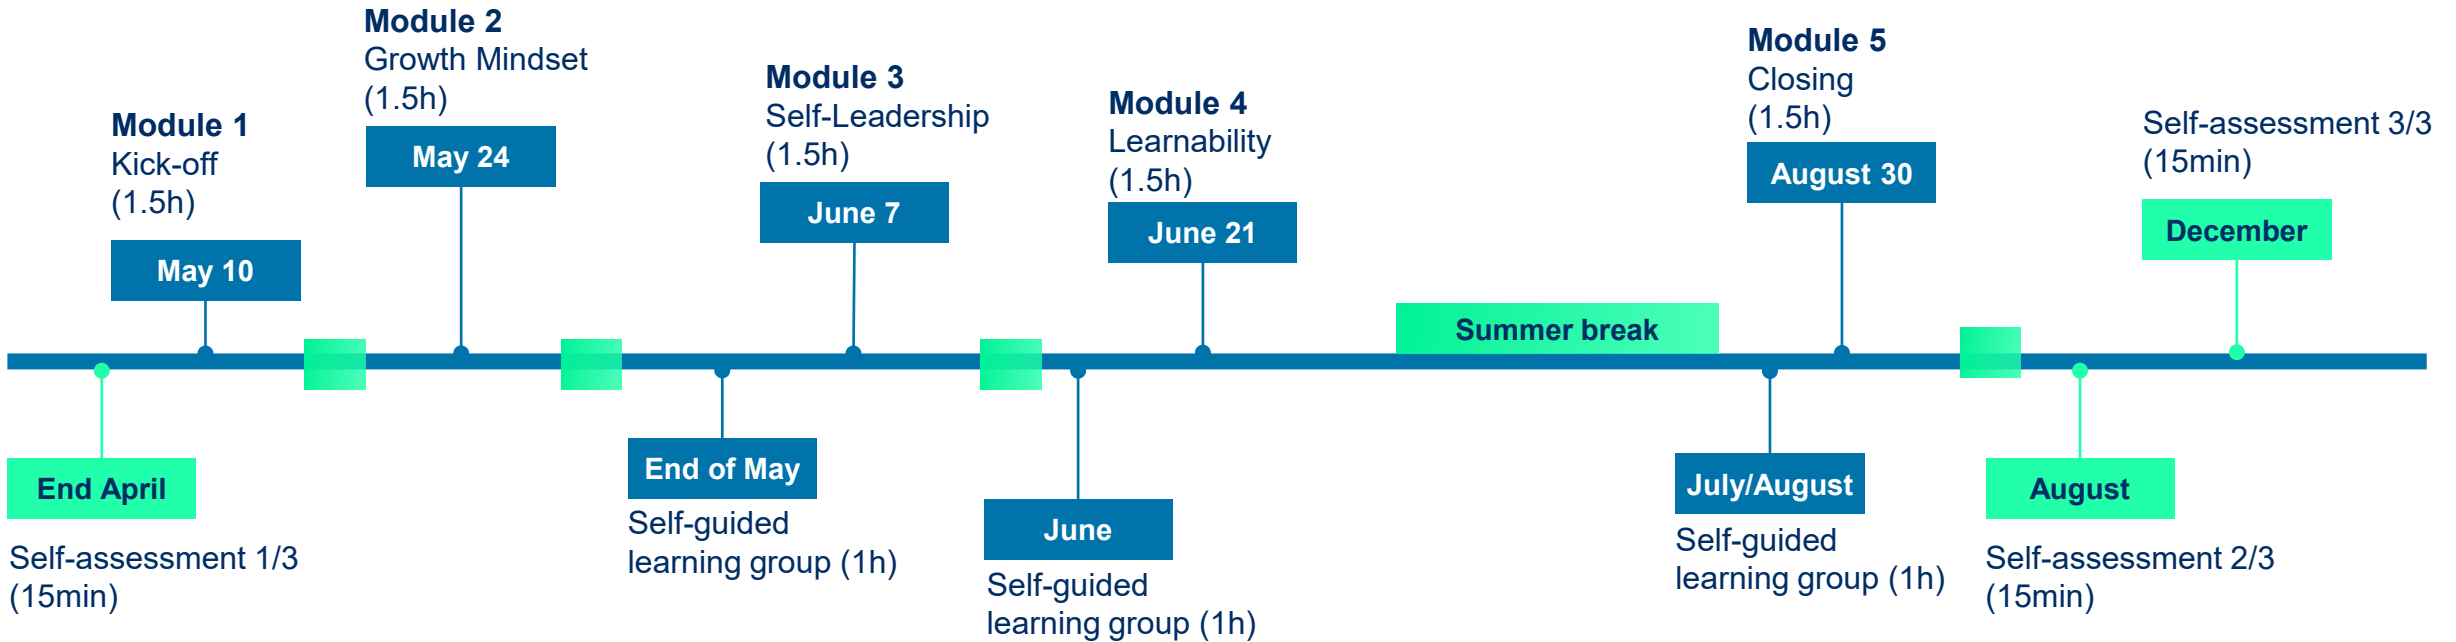 Module 1
Kick-off
(1.5h)
May 10
Module 2
Growth Mindset
(1.5h)
May 24
Module 3
Self-Leadership
(1.5h)
June 7
Module 4
Learnability
(1.5h)
June 21
Summer break
Module 5
Closing
(1.5h)
August 30
Self-assessment 3/3
(15min)
December
End April
Self-assessment 1/3
(15min)
End of May
Self-guided
learning group (1h)
June
Self-guided
learning group (1h)
July/August
Self-guided
learning group (1h)
August
Self-assessment 2/3
(15min)